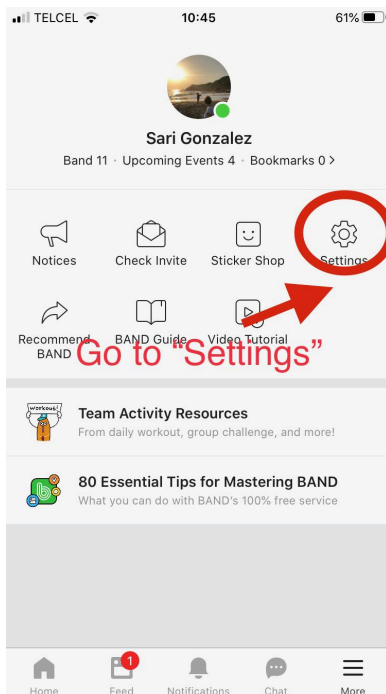 TELCEL 10:45 61%
Sari Gonzalez
Band 11 · Upcoming Events 4 · Bookmarks 0 >
Notices Check Invite Sticker Shop Settings
Recommend BAND BAND Guide Video Tutorial
Go to “Settings”
workout!
Team Activity Resources
From daily workout, group challenge, and more!
80 Essential Tips for Mastering BAND
What you can do with BAND's 100% free service
1
Home Feed Notifications Chat More